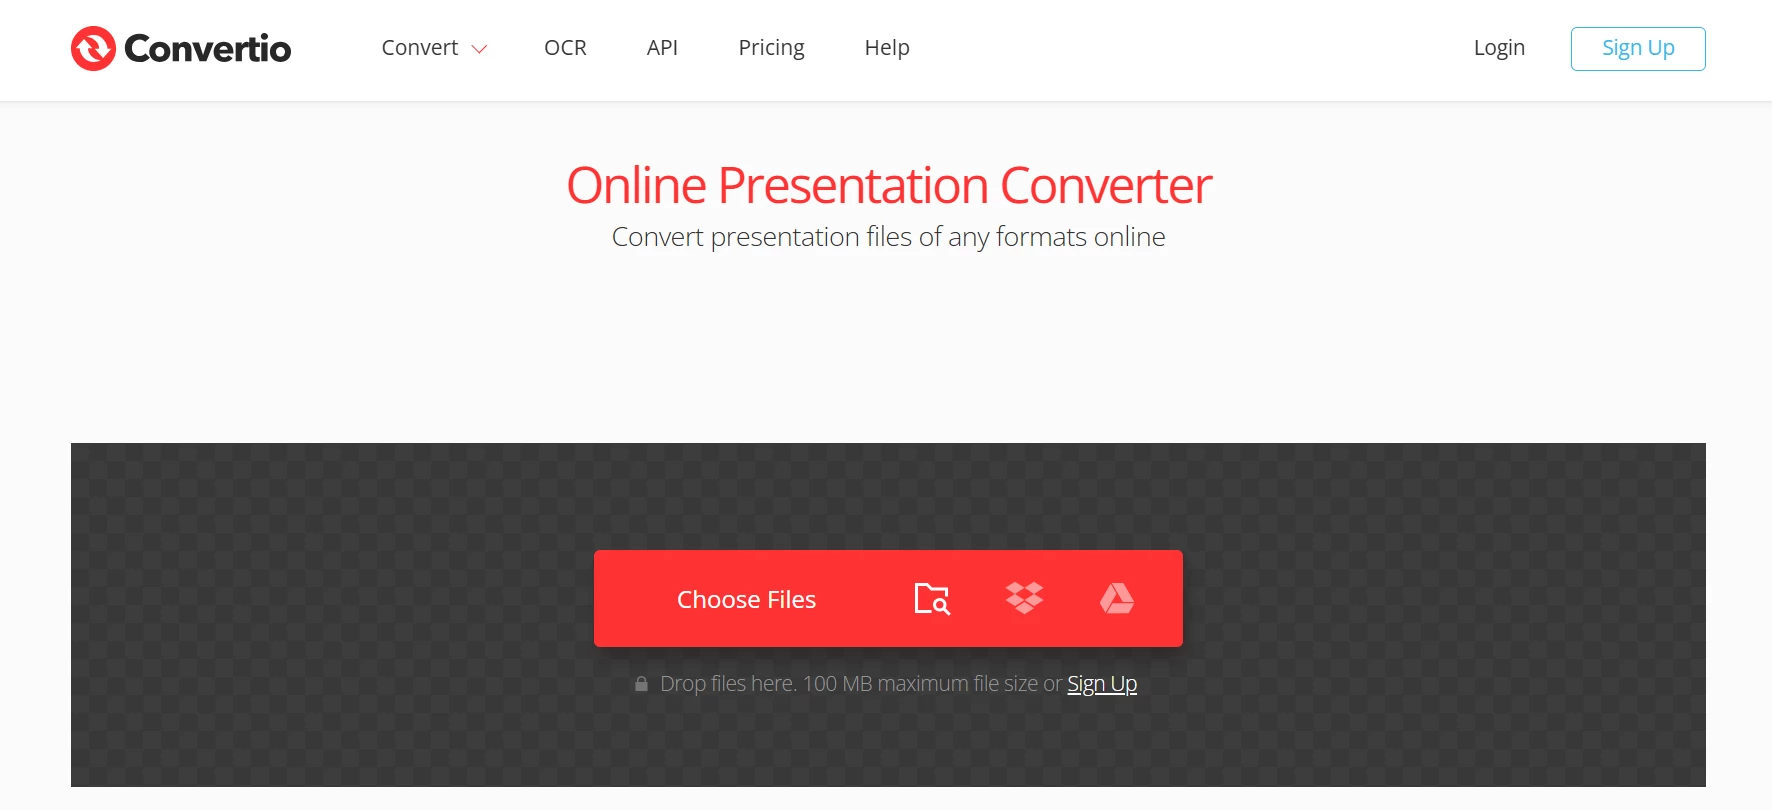 Convertio Convert OCR API Pricing Help Login Sign Up
Online Presentation Converter
Convert presentation files of any formats online
Choose Files
Drop files here. 100 MB maximum file size or Sign Up